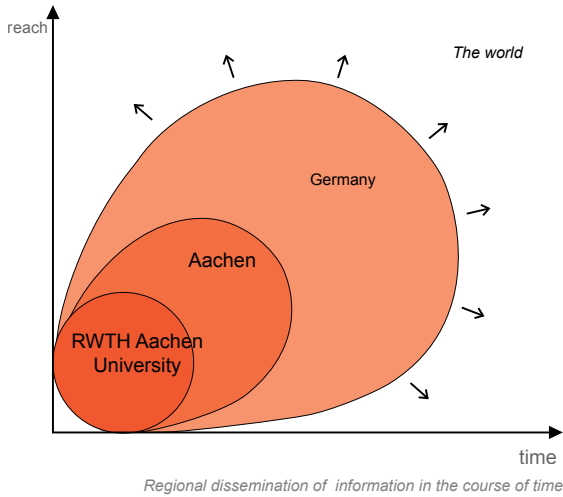 reach
The world
Germany
Aachen
RWTH Aachen
University
time
Regional dissemination of information in the course of time